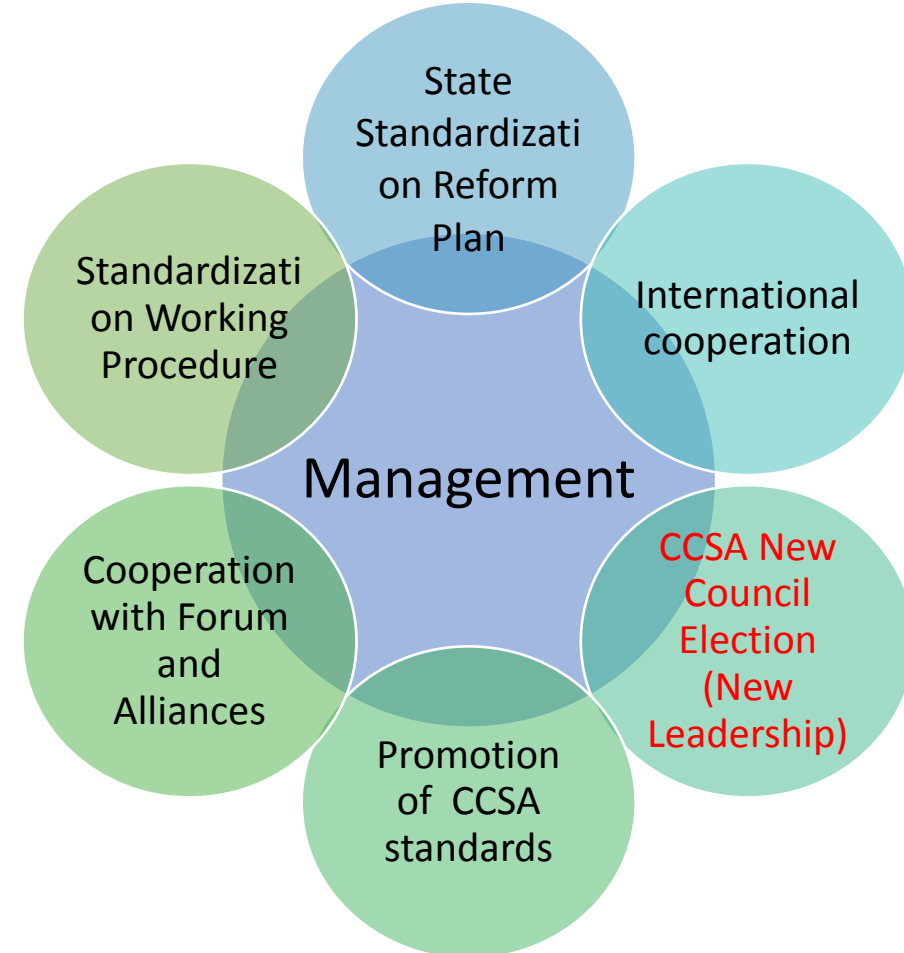 State
Standardizati
on Reform
Plan
International
cooperation
CCSA New
Council
Election
(New
Leadership)
Promotion
of  CCSA
standards
Cooperation
with Forum
and
Alliances
Standardizati
on Working
Procedure
Management